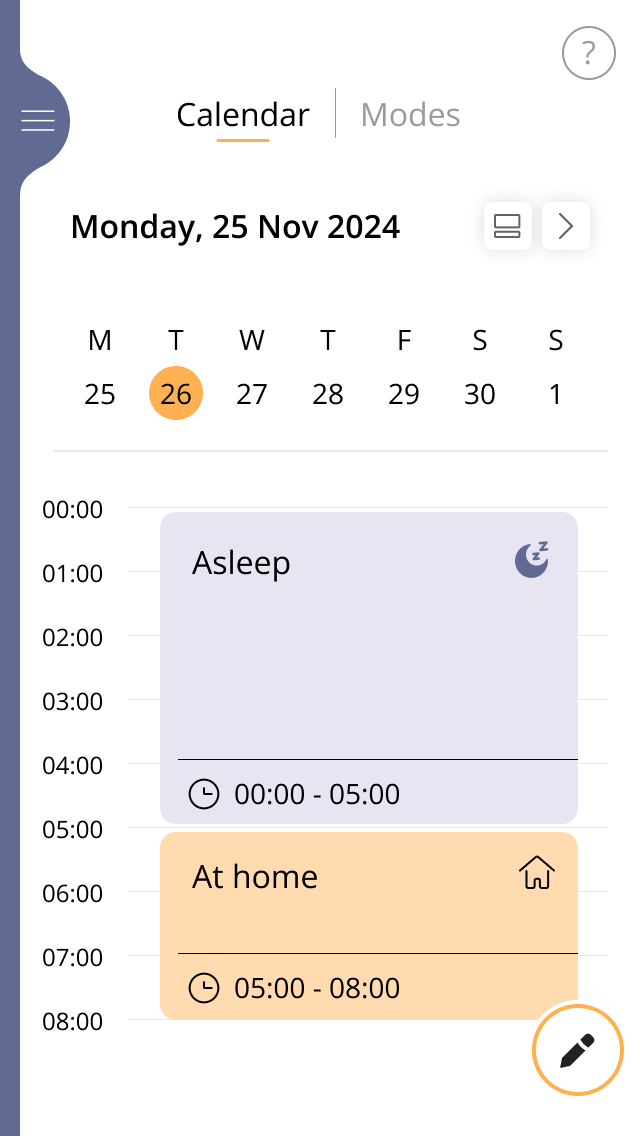 ?
Calendar Modes
Monday, 25 Nov 2024
M T W T F S S
25 26 27 28 29 30 1
00:00
Asleep
zz
01:00
02:00
03:00
04:00
00:00 - 05:00
05:00
At home
06:00
07:00
05:00 - 08:00
08:00